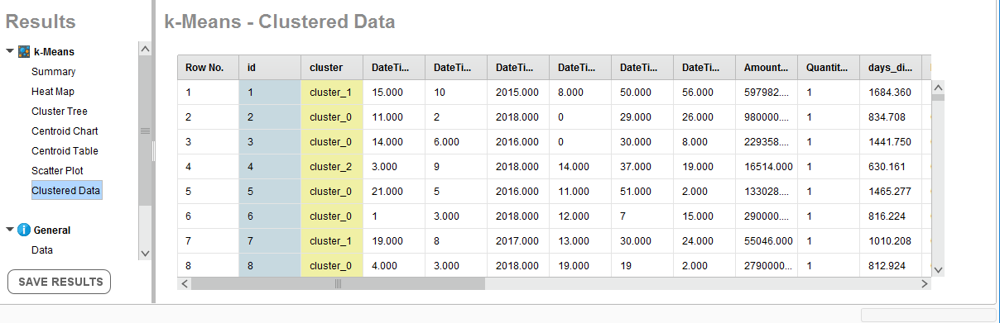 Results
k-Means
Summary
Heat Map
Cluster Tree
Centroid Chart
Centroid Table
Scatter Plot
Clustered Data
General
Data
SAVE RESULTS
k-Means - Clustered Data
Row No. id cluster DateTi... DateTi... DateTi... DateTi... DateTi... DateTi... Amount... Quantit... days_di...
1 1 cluster_1 15.000 10 2015.000 8.000 50.000 56.000 597982.... 1 1684.360
2 2 cluster_0 11.000 2 2018.000 0 29.000 26.000 980000.... 1 834.708
3 3 cluster_0 14.000 6.000 2016.000 0 30.000 8.000 229358.... 1 1441.750
4 4 cluster_2 3.000 9 2018.000 14.000 37.000 19.000 16514.000 1 630.161
5 5 cluster_0 21.000 5 2016.000 11.000 51.000 2.000 133028.... 1 1465.277
6 6 cluster_0 1 3.000 2018.000 12.000 7 15.000 290000.... 1 816.224
7 7 cluster_1 19.000 8 2017.000 13.000 30.000 24.000 55046.000 1 1010.208
8 8 cluster_0 4.000 3.000 2018.000 19.000 19 2.000 2790000... 1 812.924